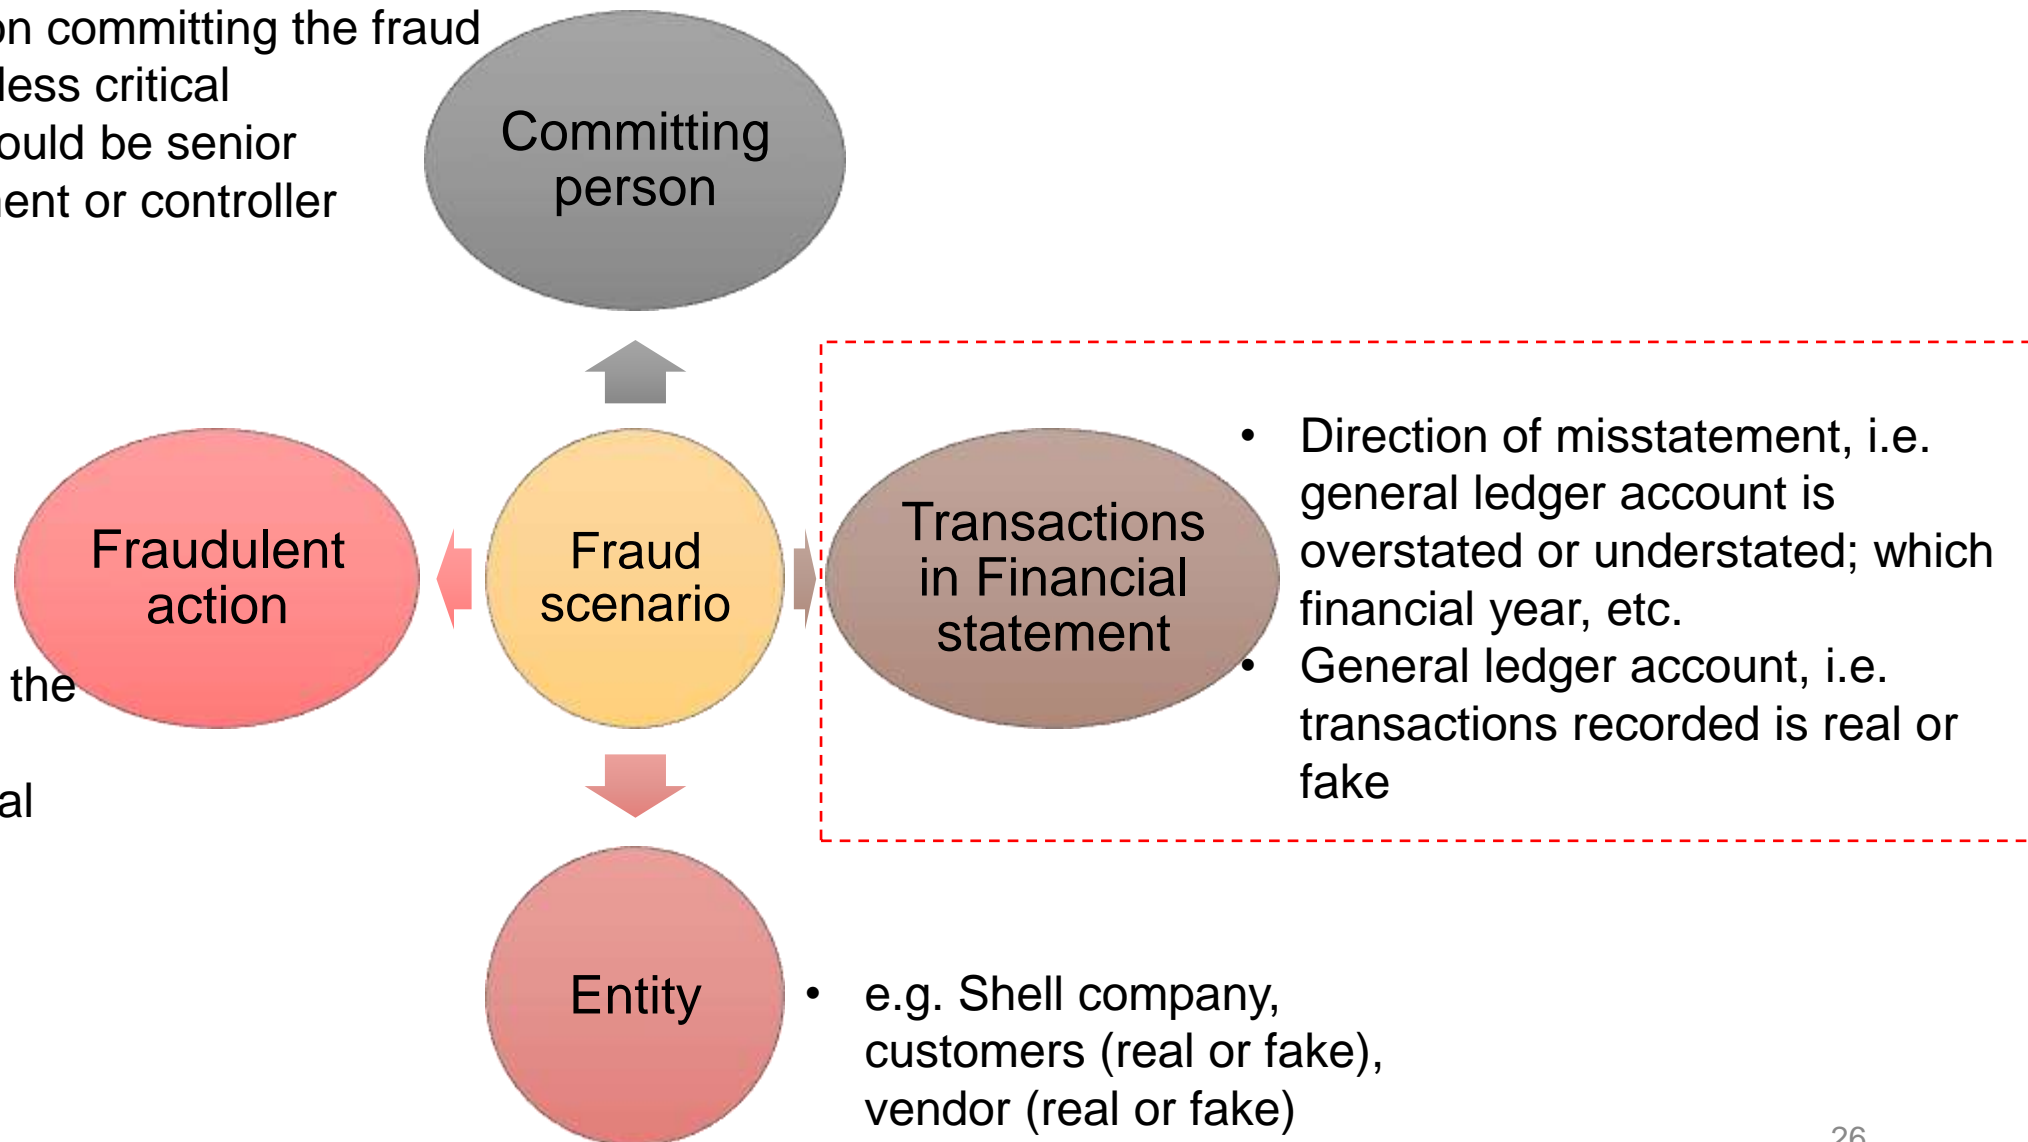 on committing the fraud
less critical
ould be senior
ent or controller
Committing
person
Fraudulent
action
the
al
Fraud
scenario
Transactions
in Financial
statement
• Direction of misstatement, i.e.
general ledger account is
overstated or understated; which
financial year, etc.
• General ledger account, i.e.
transactions recorded is real or
fake
Entity
• e.g. Shell company,
customers (real or fake),
vendor (real or fake)
26